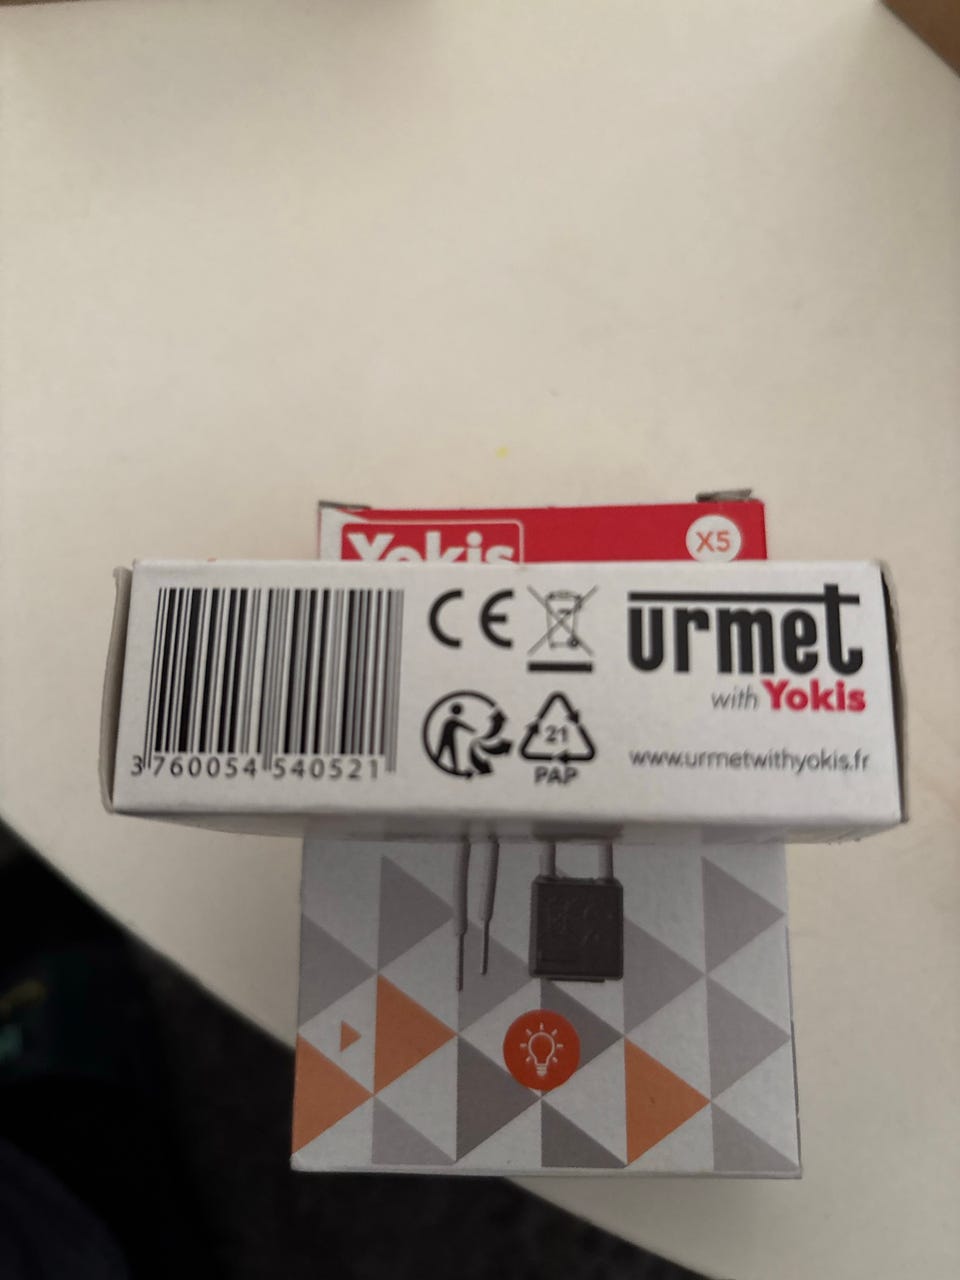 Yokis
X5
CE
urmet
with Yokis
21
PAP
www.urmetwithyokis.fr
3 760054 540521